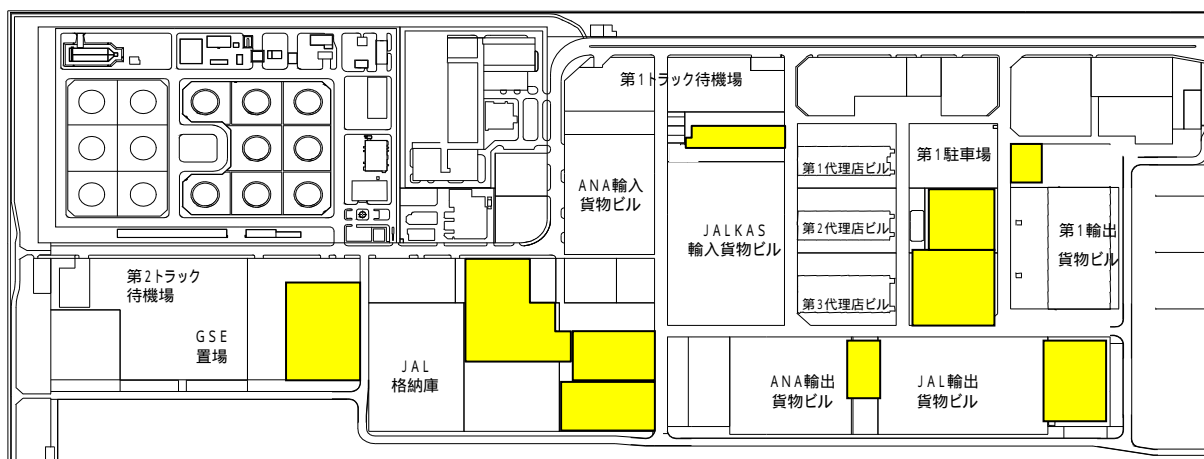 第1トラック待機場
第1駐車場
第1代理店ビル
ANA輸入
貨物ビル
JALKAS
輸入貨物ビル
第2代理店ビル
第1輸出
貨物ビル
第2トラック
待機場
第3代理店ビル
GSE
置場
JAL
格納庫
ANA輸出
貨物ビル
JAL輸出
貨物ビル